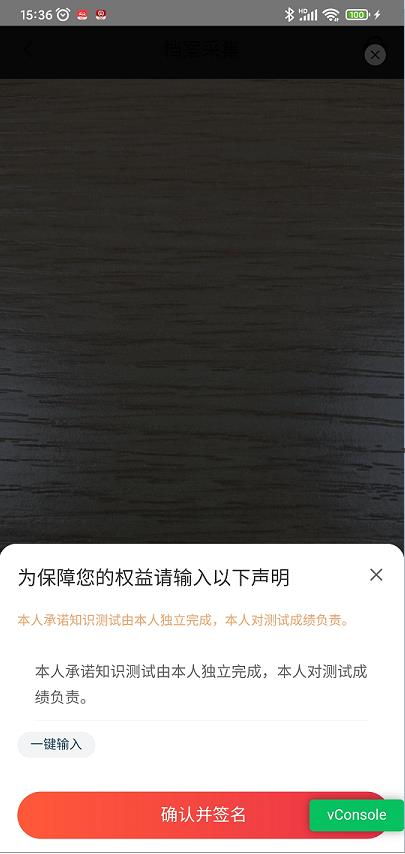 15:36
HD
100
档案采集
为保障您的权益请输入以下声明
本人承诺知识测试由本人独立完成，本人对测试成绩负责。
本人承诺知识测试由本人独立完成，本人对测试成
绩负责。
一键输入
确认并签名
vConsole